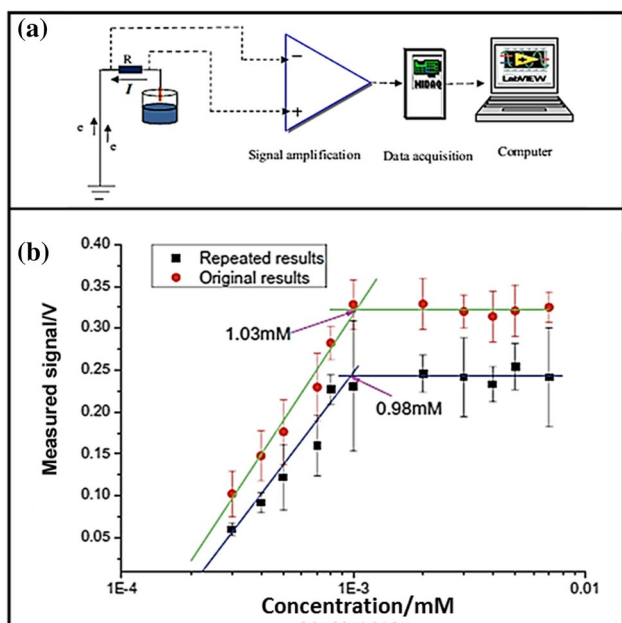 (a)
R
I
e
e
−
+
NIDAQ
LabVIEW
Signal amplification
Data acquisition
Computer
(b)
Measured signal/V
0.40
0.35
0.30
0.25
0.20
0.15
0.10
0.05
Repeated results
Original results
1.03mM
0.98mM
1E-4
1E-3
0.01
Concentration/mM